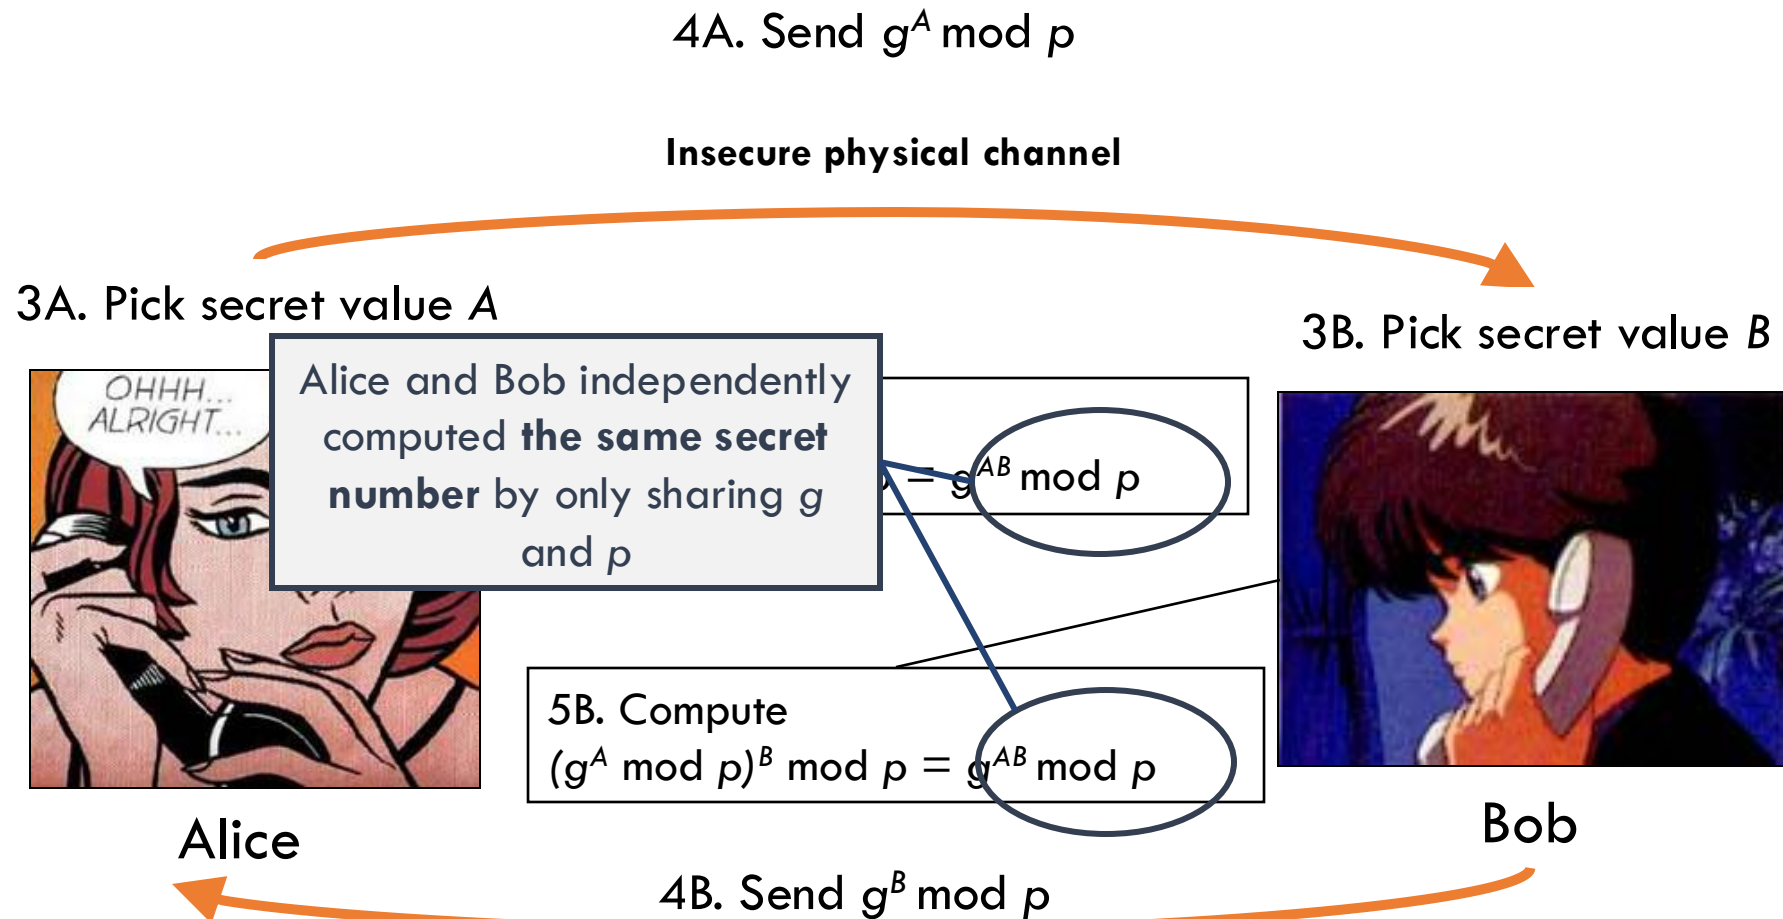 4A. Send g^A mod p
Insecure physical channel
3A. Pick secret value A
3B. Pick secret value B
OHHH...
ALRIGHT...
Alice and Bob independently
computed the same secret
number by only sharing g
and p
= g^AB mod p
5B. Compute
(g^A mod p)^B mod p = g^AB mod p
Alice
Bob
4B. Send g^B mod p